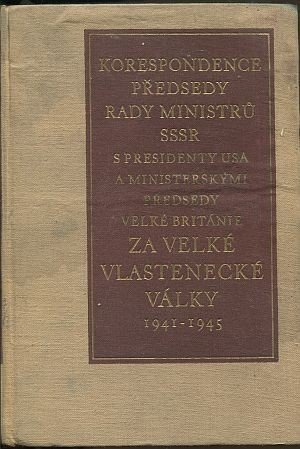 KORESPONDENCE
PŘEDSEDY
RADY MINISTRŮ
SSSR
S PRESIDENTY USA
A MINISTERSKÝMI
PŘEDSEDY
VELKÉ BRITÁNIE
ZA VELKÉ
VLASTENECKÉ
VÁLKY
1941-1945